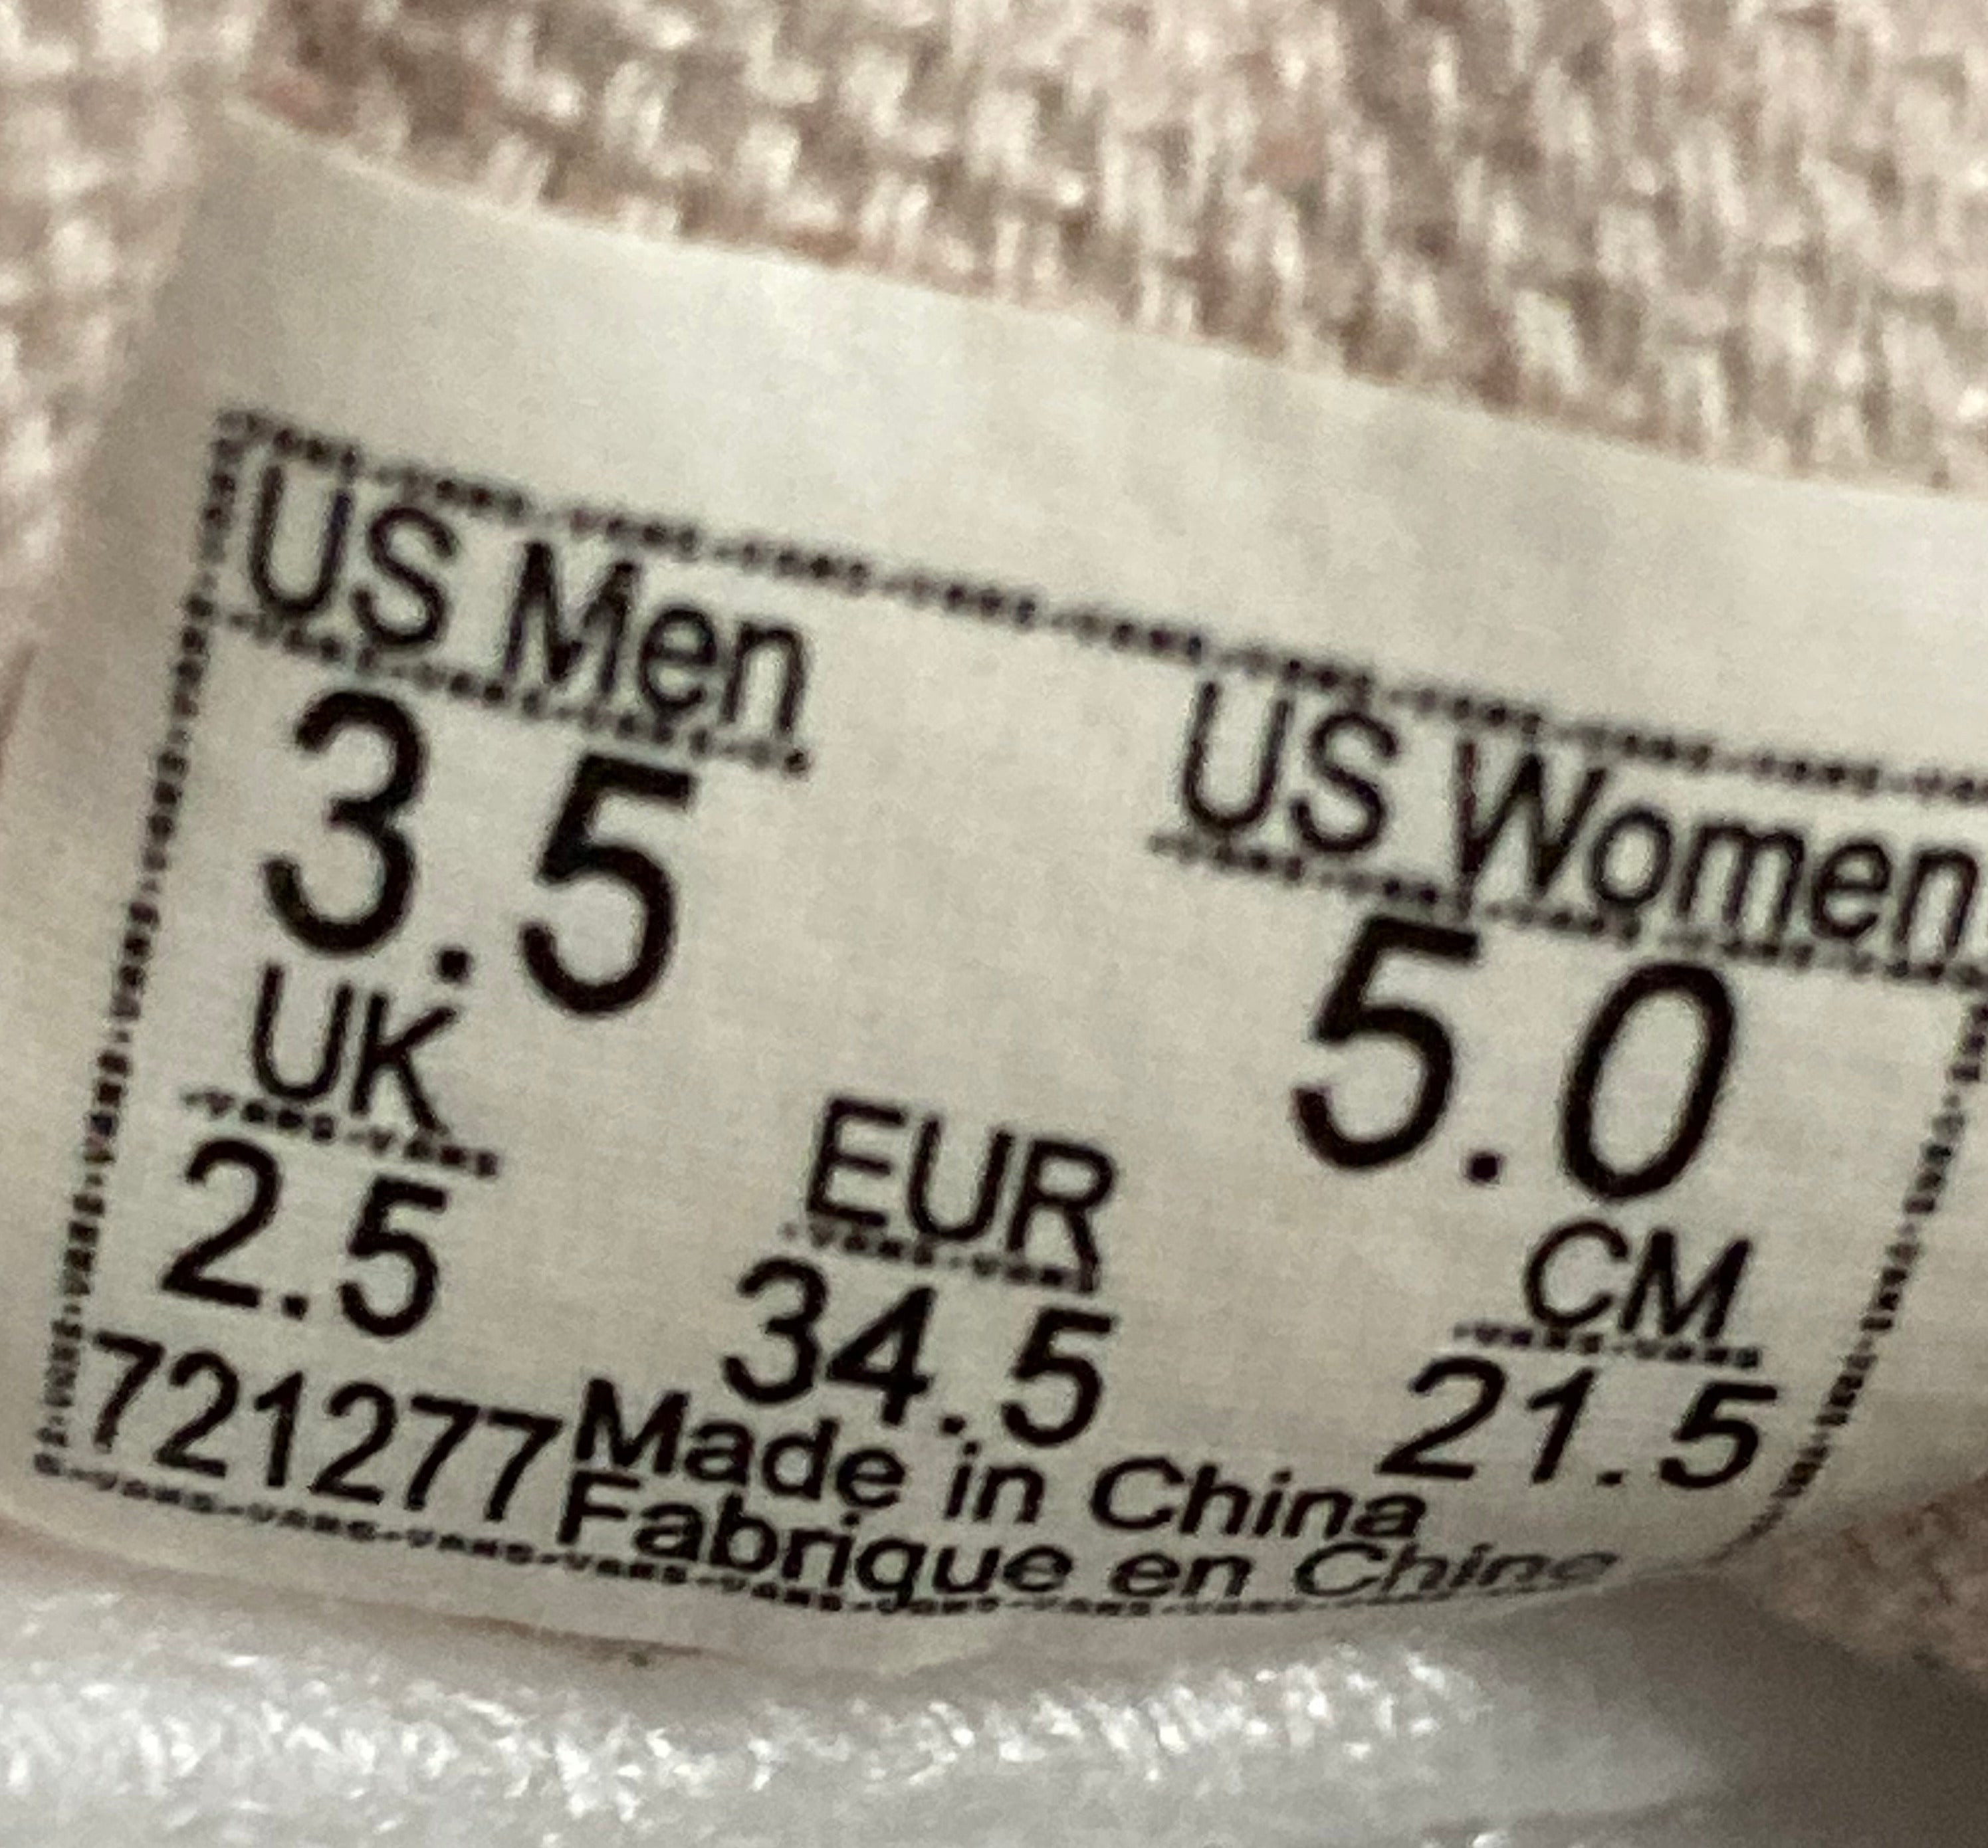 US Men US Women
3.5 5.0
UK EUR CM
2.5 34.5 21.5
721277 Made in China
Fabrique en Chine